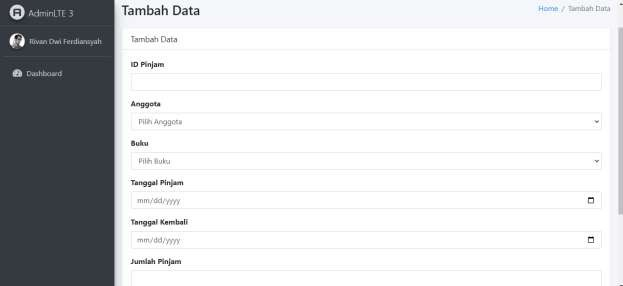 AdminLTE 3
Tambah Data
Home / Tambah Data
Rivan Dwi Ferdiansyah
Dashboard
Tambah Data
ID Pinjam
Anggota
Pilih Anggota
Buku
Pilih Buku
Tanggal Pinjam
mm/dd/yyyy
Tanggal Kembali
mm/dd/yyyy
Jumlah Pinjam